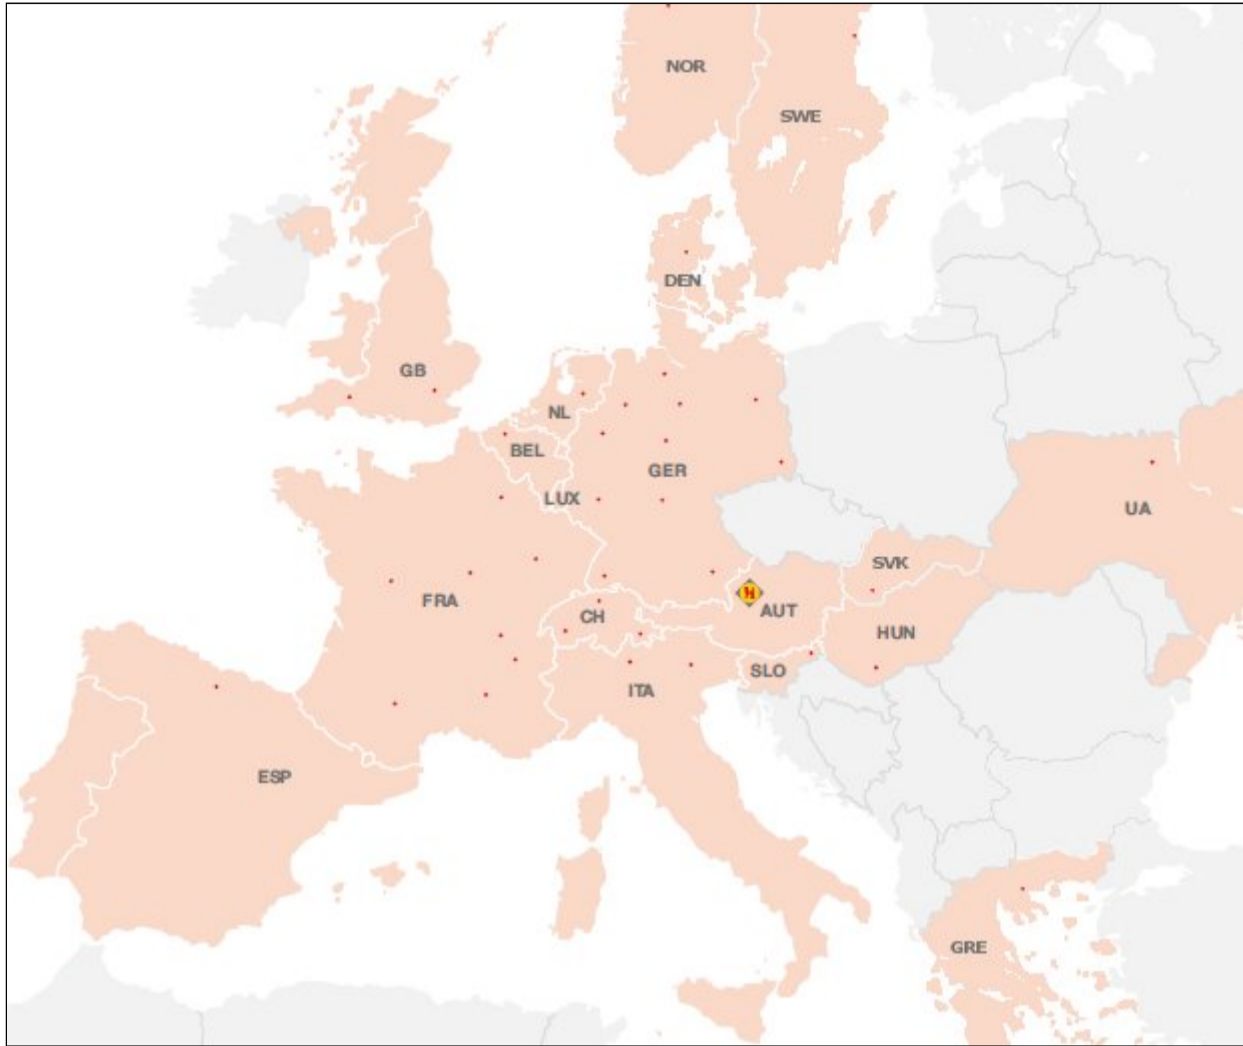 NOR
SWE
DEN
GB
NL
BEL
GER
LUX
UA
SVK
FRA
AUT
CH
HUN
SLO
ITA
ESP
GRE